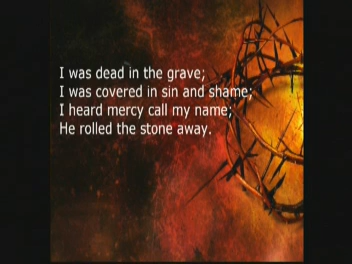 I was dead in the grave;
I was covered in sin and shame;
I heard mercy call my name;
He rolled the stone away.